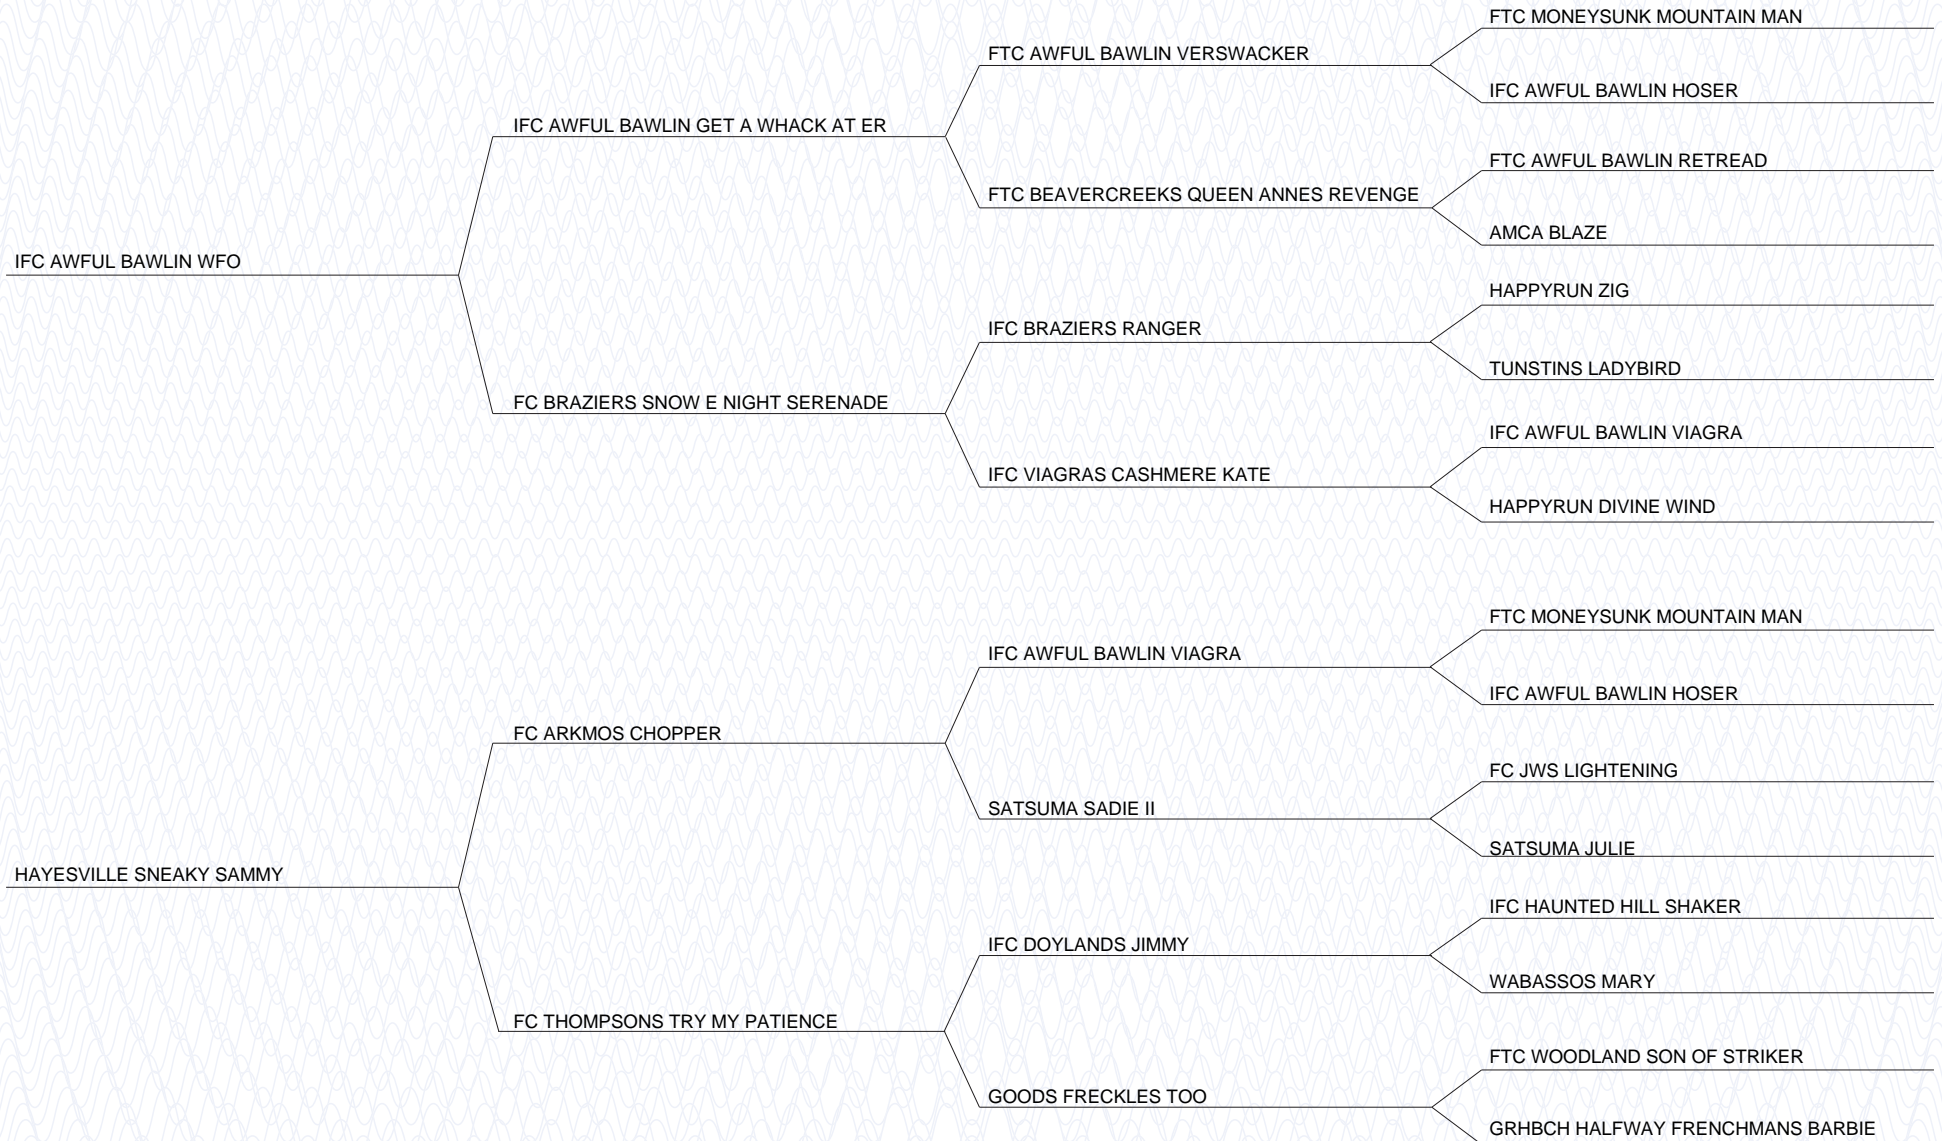 FTC MONEYSUNK MOUNTAIN MAN
FTC AWFUL BAWLIN VERSWACKER
IFC AWFUL BAWLIN HOSER
IFC AWFUL BAWLIN GET A WHACK AT ER
FTC AWFUL BAWLIN RETREAD
FTC BEAVERCREEKS QUEEN ANNES REVENGE
AMCA BLAZE
IFC AWFUL BAWLIN WFO
HAPPYRUN ZIG
IFC BRAZIERS RANGER
TUNSTINS LADYBIRD
FC BRAZIERS SNOW E NIGHT SERENADE
IFC AWFUL BAWLIN VIAGRA
IFC VIAGRAS CASHMERE KATE
HAPPYRUN DIVINE WIND
FTC MONEYSUNK MOUNTAIN MAN
IFC AWFUL BAWLIN VIAGRA
IFC AWFUL BAWLIN HOSER
FC ARKMOS CHOPPER
FC JWS LIGHTENING
SATSUMA SADIE II
SATSUMA JULIE
HAYESVILLE SNEAKY SAMMY
IFC HAUNTED HILL SHAKER
IFC DOYLANDS JIMMY
WABASSOS MARY
FC THOMPSONS TRY MY PATIENCE
FTC WOODLAND SON OF STRIKER
GOODS FRECKLES TOO
GRHBCH HALFWAY FRENCHMANS BARBIE